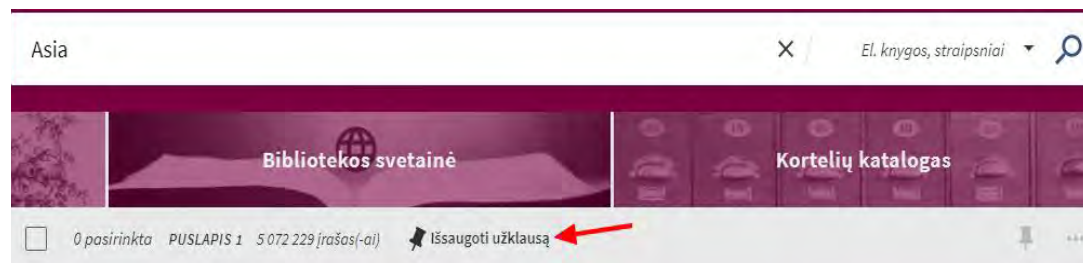 Asia El. knygos, straipsniai
Bibliotekos svetainė Kortelių katalogas
0 pasirinkta PUSLAPIS 1 5 072 229 įrašas(-ai) Išsaugoti užklausą